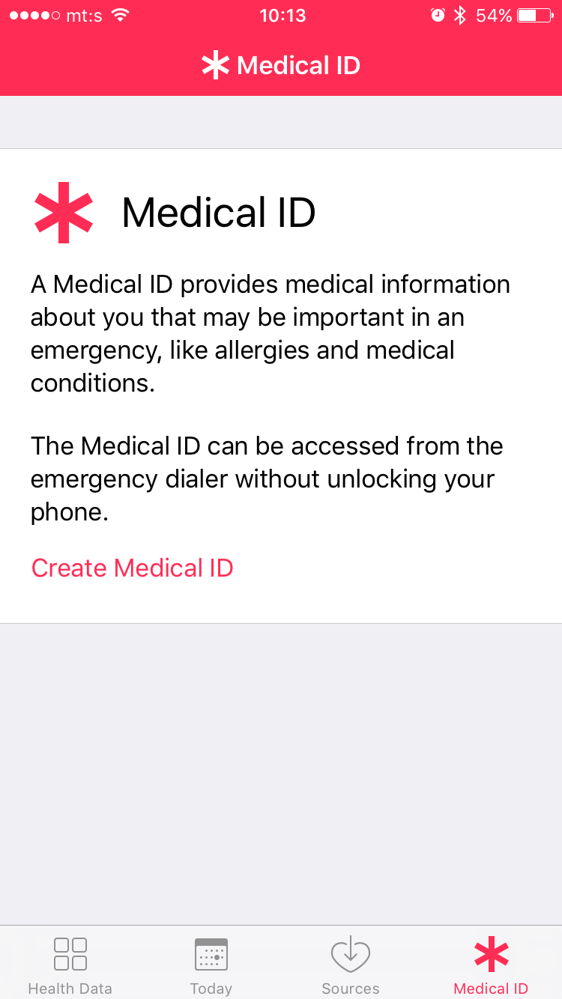 mt:s 10:13 54%
Medical ID
Medical ID
A Medical ID provides medical information
about you that may be important in an
emergency, like allergies and medical
conditions.
The Medical ID can be accessed from the
emergency dialer without unlocking your
phone.
Create Medical ID
Health Data Today Sources Medical ID